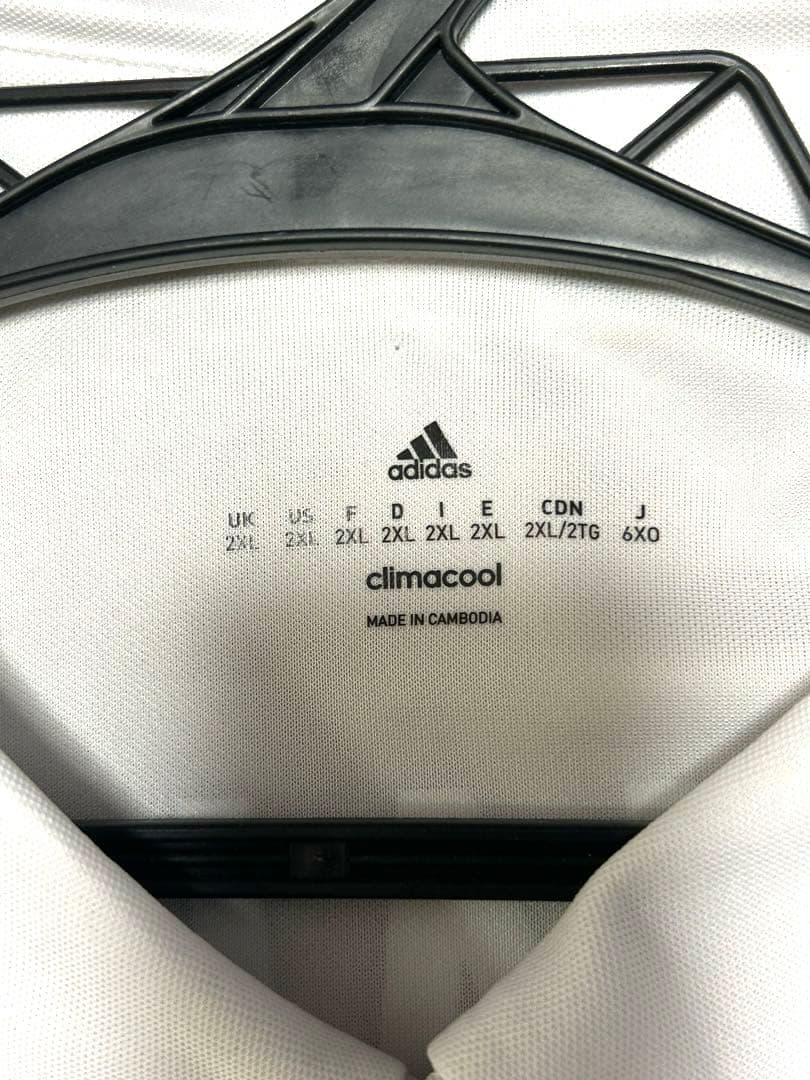 adidas
UK US F D I E CDN J
2XL 2XL 2XL 2XL 2XL 2XL 2XL/2TG 6XO
climacool
MADE IN CAMBODIA